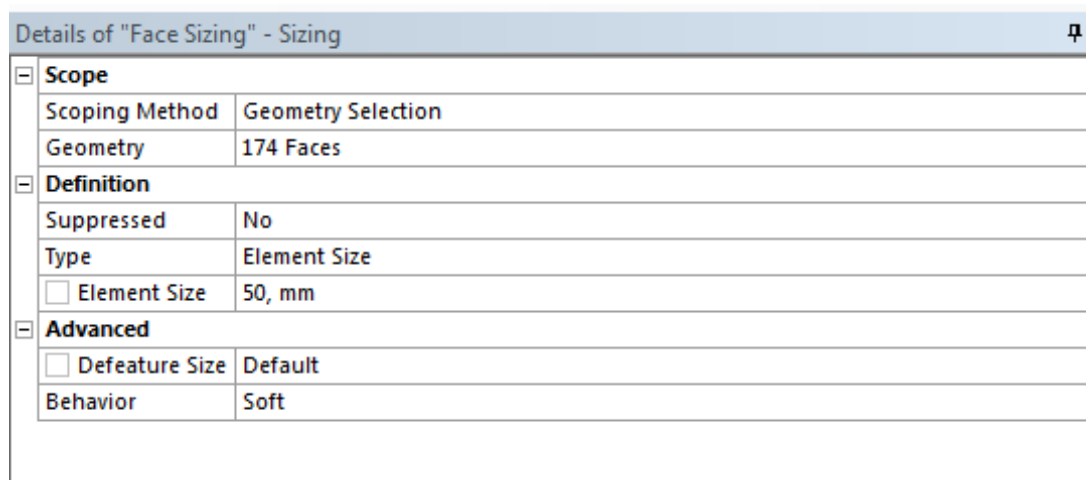 Details of "Face Sizing" - Sizing
Scope
Scoping Method Geometry Selection
Geometry 174 Faces
Definition
Suppressed No
Type Element Size
Element Size 50, mm
Advanced
Defeature Size Default
Behavior Soft